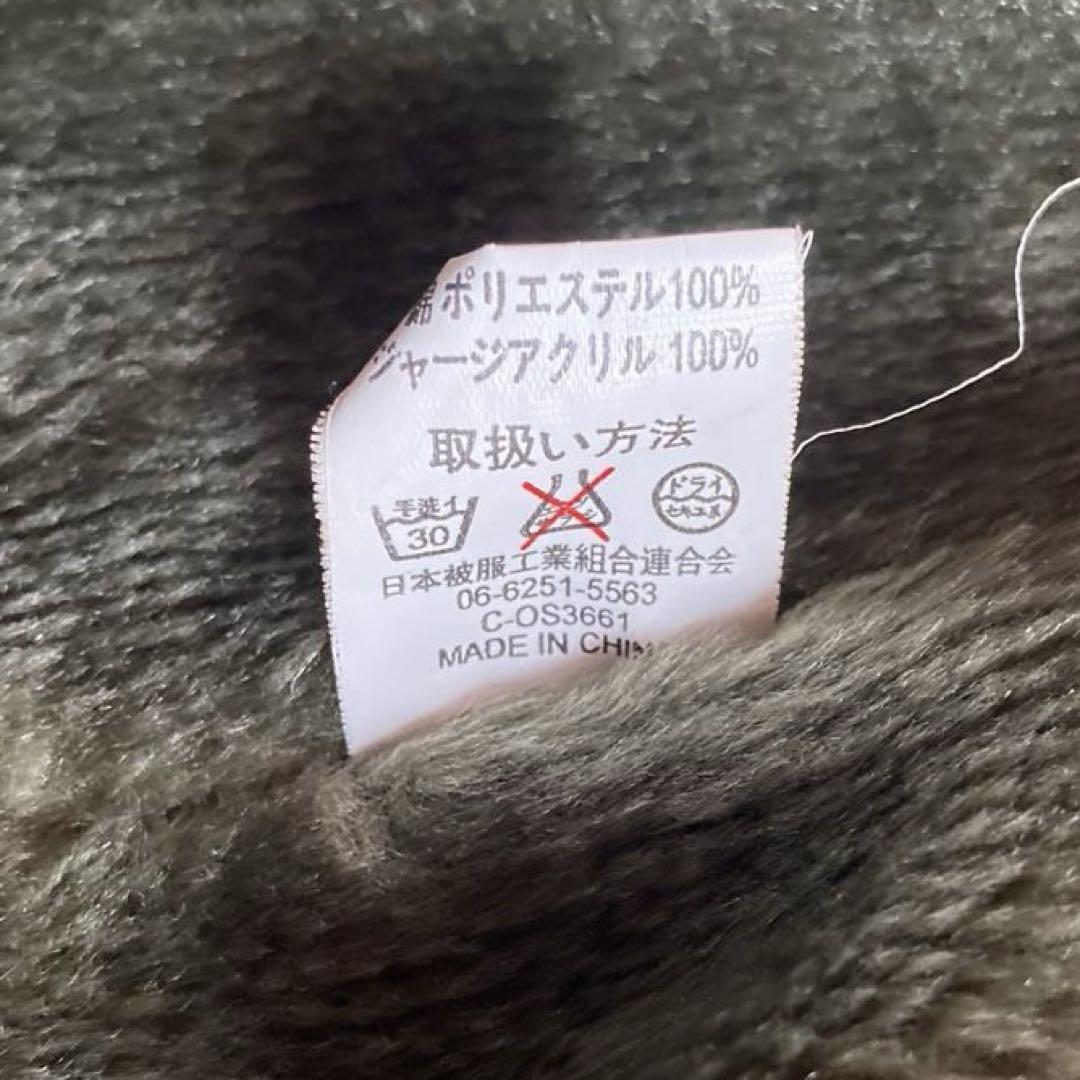 綿ポリエステル100%
ジャージアクリル100%
取扱い方法
手洗イ
30
ドライ
セキユ系
日本被服工業組合連合会
06-6251-5563
C-OS3661
MADE IN CHIN